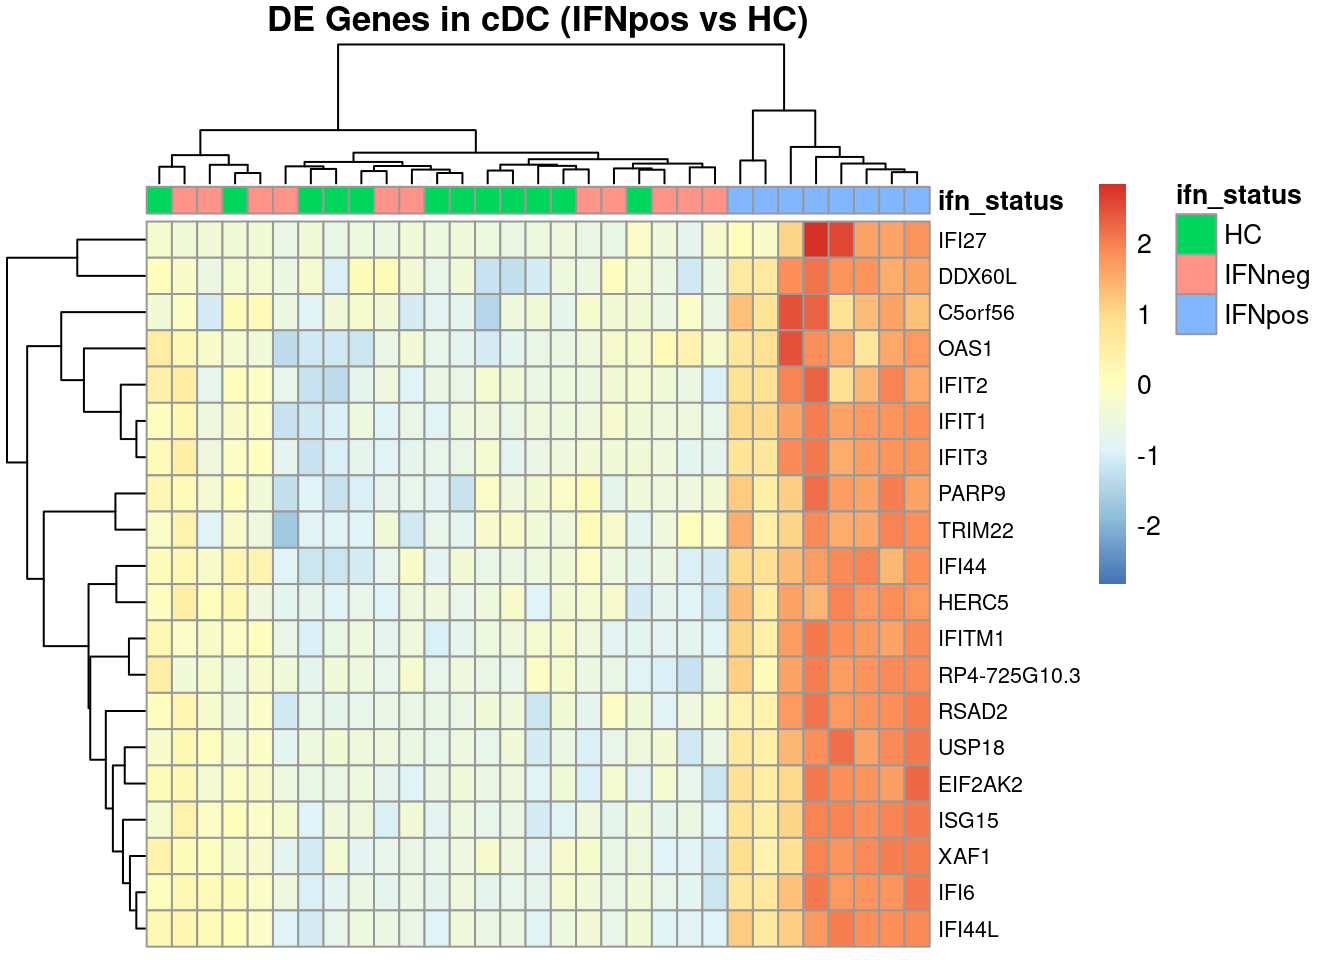 DE Genes in cDC (IFNpos vs HC)
ifn_status
IFI27
DDX60L
C5orf56
OAS1
IFIT2
IFIT1
IFIT3
PARP9
TRIM22
IFI44
HERC5
IFITM1
RP4-725G10.3
RSAD2
USP18
EIF2AK2
ISG15
XAF1
IFI6
IFI44L
2
1
0
-1
-2
ifn_status
HC
IFNneg
IFNpos